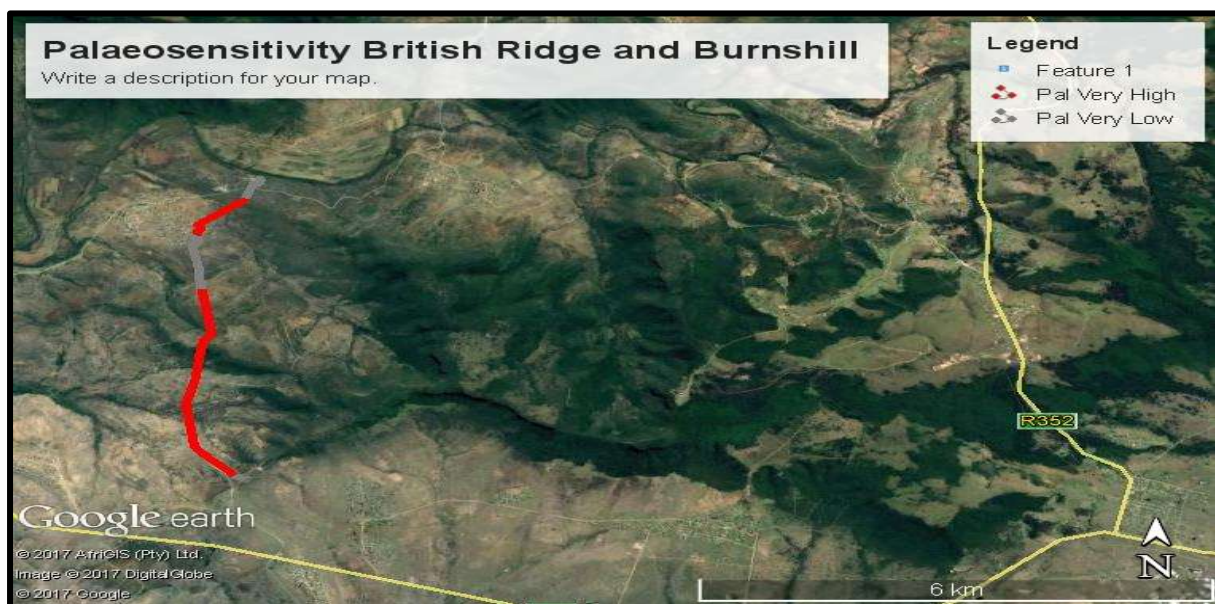 Palaeosensitivity British Ridge and Burnshill
Write a description for your map.
Legend
Feature 1
Pal Very High
Pal Very Low
R352
Google earth
© 2017 AfriGIS (Pty) Ltd.
Image © 2017 DigitalGlobe
© 2017 Google
N
6 km